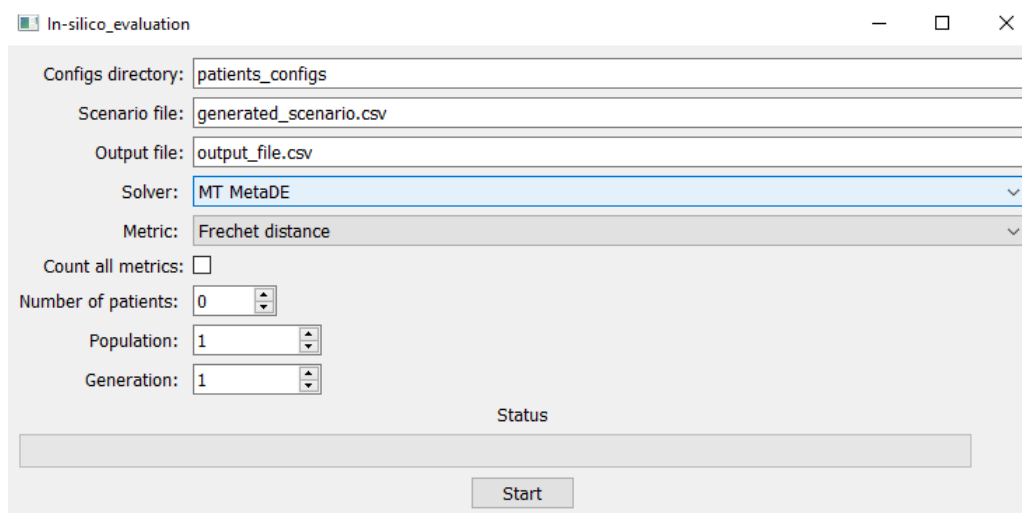 In-silico_evaluation
Configs directory: patients_configs
Scenario file: generated_scenario.csv
Output file: output_file.csv
Solver: MT MetaDE
Metric: Frechet distance
Count all metrics:
Number of patients: 0
Population: 1
Generation: 1
Status
Start